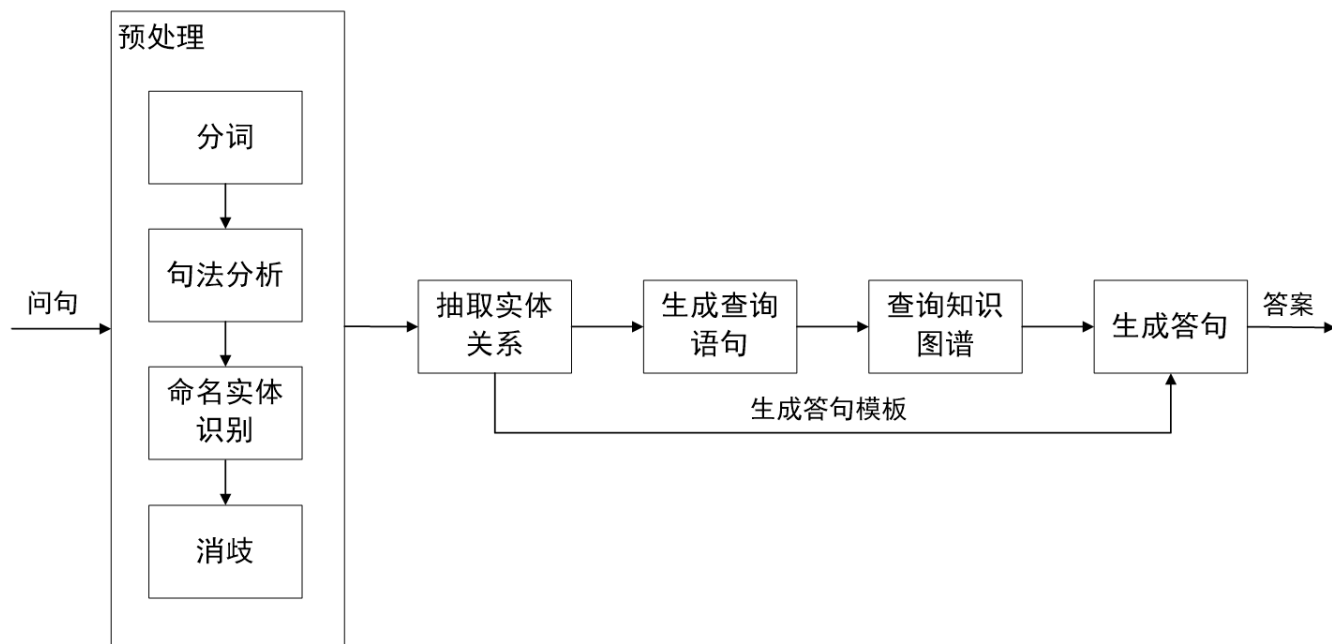 预处理
分词
句法分析
命名实体
识别
消歧
问句
抽取实体
关系
生成查询
语句
查询知识
图谱
生成答句
答案
生成答句模板